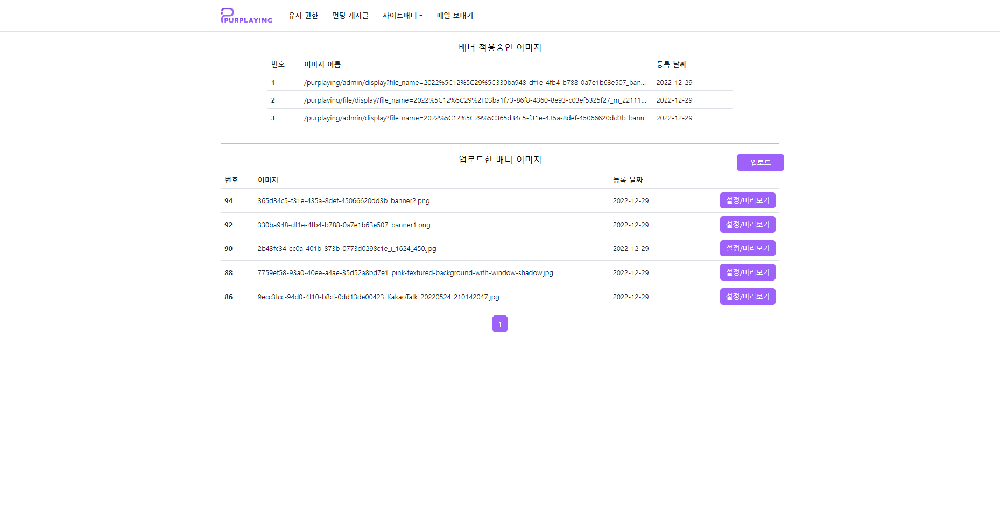 PURPLAYING 유저 권한 펀딩 게시글 사이트배너 메일 보내기
배너 적용중인 이미지
번호 이미지 이름 등록 날짜
1 /purplaying/admin/display?file_name=2022%5C12%5C29%5C330ba948-df1e-4fb4-b788-0a7e1b63e507_ban... 2022-12-29
2 /purplaying/file/display?file_name=2022%5C12%5C29%2F03ba1f73-86f8-4360-8e93-c03ef5325f27_m_22111... 2022-12-29
3 /purplaying/admin/display?file_name=2022%5C12%5C29%5C365d34c5-f31e-435a-8def-45066620dd3b_bann... 2022-12-29
업로드한 배너 이미지 업로드
번호 이미지 등록 날짜
94 365d34c5-f31e-435a-8def-45066620dd3b_banner2.png 2022-12-29 설정/미리보기
92 330ba948-df1e-4fb4-b788-0a7e1b63e507_banner1.png 2022-12-29 설정/미리보기
90 2b43fc34-cc0a-401b-873b-0773d0298c1e_i_1624_450.jpg 2022-12-29 설정/미리보기
88 7759ef58-93a0-40ee-a4ae-35d52a8bd7e1_pink-textured-background-with-window-shadow.jpg 2022-12-29 설정/미리보기
86 9ecc3fcc-94d0-4f10-b8cf-0dd13de00423_KakaoTalk_20220524_210142047.jpg 2022-12-29 설정/미리보기
1